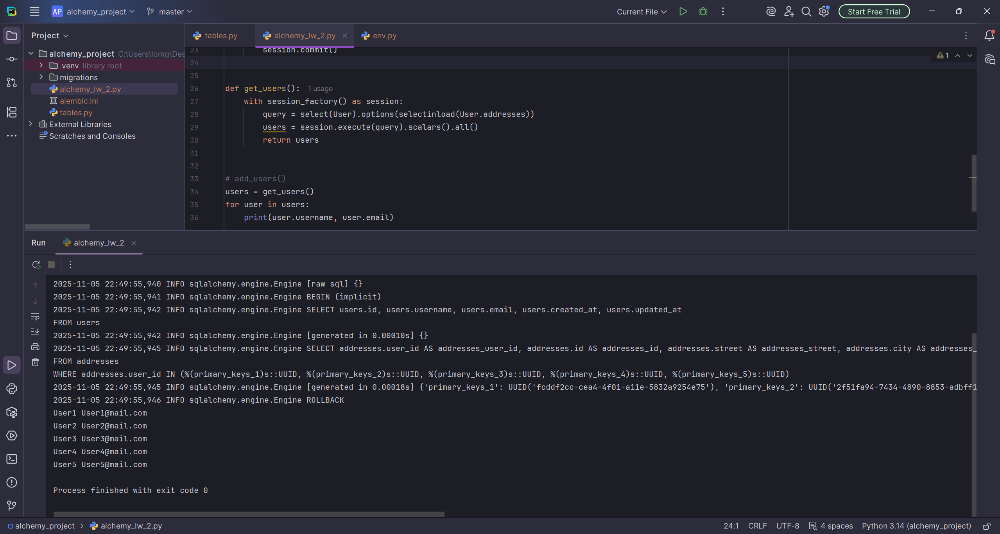 PC
AP alchemy_project
master
Current File
Start Free Trial
Project
tables.py
alchemy_lw_2.py
env.py
alchemy_project C:\Users\lomg\Des
.venv library root
migrations
alchemy_lw_2.py
alembic.ini
tables.py
External Libraries
Scratches and Consoles
1
23 session.commit()
24
25
26 def get_users(): 1 usage
27 with session_factory() as session:
28 query = select(User).options(selectinload(User.addresses))
29 users = session.execute(query).scalars().all()
30 return users
31
32
33 # add_users()
34 users = get_users()
35 for user in users:
36 print(user.username, user.email)
Run alchemy_lw_2
2025-11-05 22:49:55,940 INFO sqlalchemy.engine.Engine [raw sql] {}
2025-11-05 22:49:55,941 INFO sqlalchemy.engine.Engine BEGIN (implicit)
2025-11-05 22:49:55,942 INFO sqlalchemy.engine.Engine SELECT users.id, users.username, users.email, users.created_at, users.updated_at
FROM users
2025-11-05 22:49:55,942 INFO sqlalchemy.engine.Engine [generated in 0.00010s] {}
2025-11-05 22:49:55,945 INFO sqlalchemy.engine.Engine SELECT addresses.user_id AS addresses_user_id, addresses.id AS addresses_id, addresses.street AS addresses_street, addresses.city AS addresses_
FROM addresses
WHERE addresses.user_id IN (%(primary_keys_1)s::UUID, %(primary_keys_2)s::UUID, %(primary_keys_3)s::UUID, %(primary_keys_4)s::UUID, %(primary_keys_5)s::UUID)
2025-11-05 22:49:55,945 INFO sqlalchemy.engine.Engine [generated in 0.00018s] {'primary_keys_1': UUID('fcddf2cc-cea4-4f01-a11e-5832a9254e75'), 'primary_keys_2': UUID('2f51fa94-7434-4890-8853-adbff1
2025-11-05 22:49:55,946 INFO sqlalchemy.engine.Engine ROLLBACK
User1 User1@mail.com
User2 User2@mail.com
User3 User3@mail.com
User4 User4@mail.com
User5 User5@mail.com
Process finished with exit code 0
alchemy_project > alchemy_lw_2.py
24:1 CRLF UTF-8 4 spaces Python 3.14 (alchemy_project)